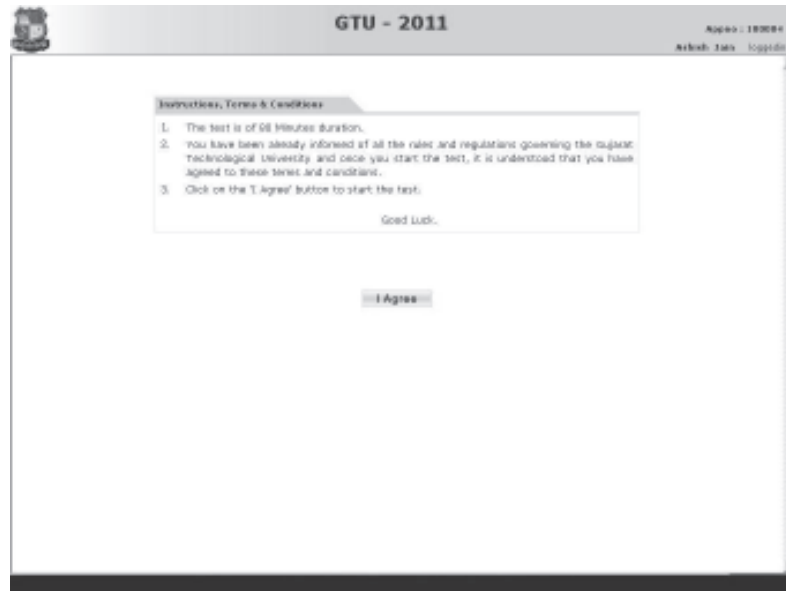 GTU - 2011
Appno :
Jain
Instructions, Terms & Conditions
1. The test is of Minutes duration.
2. You have been already informed of all the rules and regulations governing the Gujarat
Technological University and once you start the test, it is understood that you have
agreed to these terms and conditions.
3. Click on the 'I Agree' button to start the test.
Good Luck.
I Agree